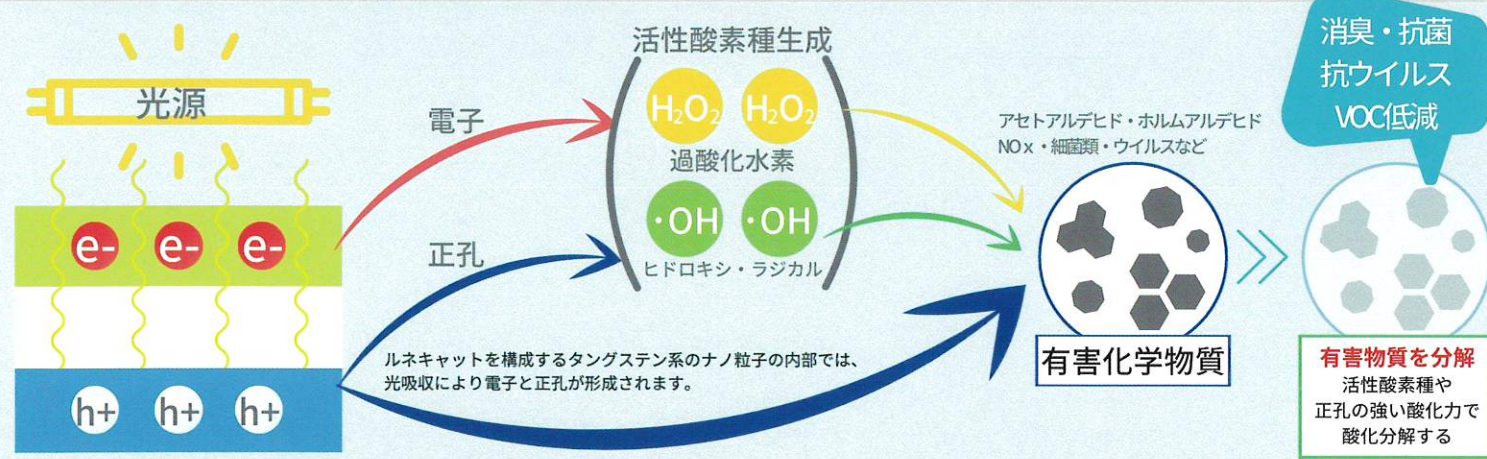 光源
e- e- e-
h+ h+ h+
電子
正孔
活性酸素種生成
H₂O₂ H₂O₂
過酸化水素
·OH ·OH
ヒドロキシ・ラジカル
ルネキャットを構成するタングステン系のナノ粒子の内部では、
光吸収により電子と正孔が形成されます。
アセトアルデヒド・ホルムアルデヒド
NOx・細菌類・ウイルスなど
有害化学物質
消臭・抗菌
抗ウイルス
VOC低減
有害物質を分解
活性酸素種や
正孔の強い酸化力で
酸化分解する